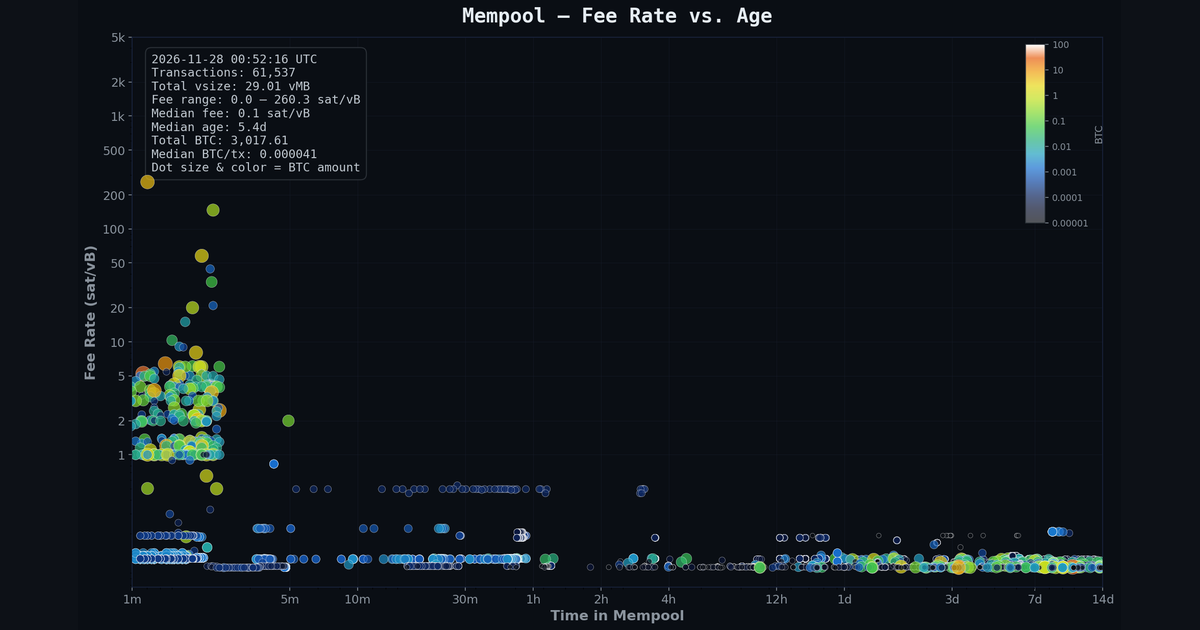 Mempool — Fee Rate vs. Age
2026-11-28 00:52:16 UTC
Transactions: 61,537
Total vsize: 29.01 vMB
Fee range: 0.0 – 260.3 sat/vB
Median fee: 0.1 sat/vB
Median age: 5.4d
Total BTC: 3,017.61
Median BTC/tx: 0.000041
Dot size & color = BTC amount
Fee Rate (sat/vB)
5k
2k
1k
500
200
100
50
20
10
5
2
1
100
10
1
0.1
0.01
0.001
0.0001
0.00001
BTC
1m
5m
10m
30m
1h
2h
4h
12h
1d
3d
7d
14d
Time in Mempool